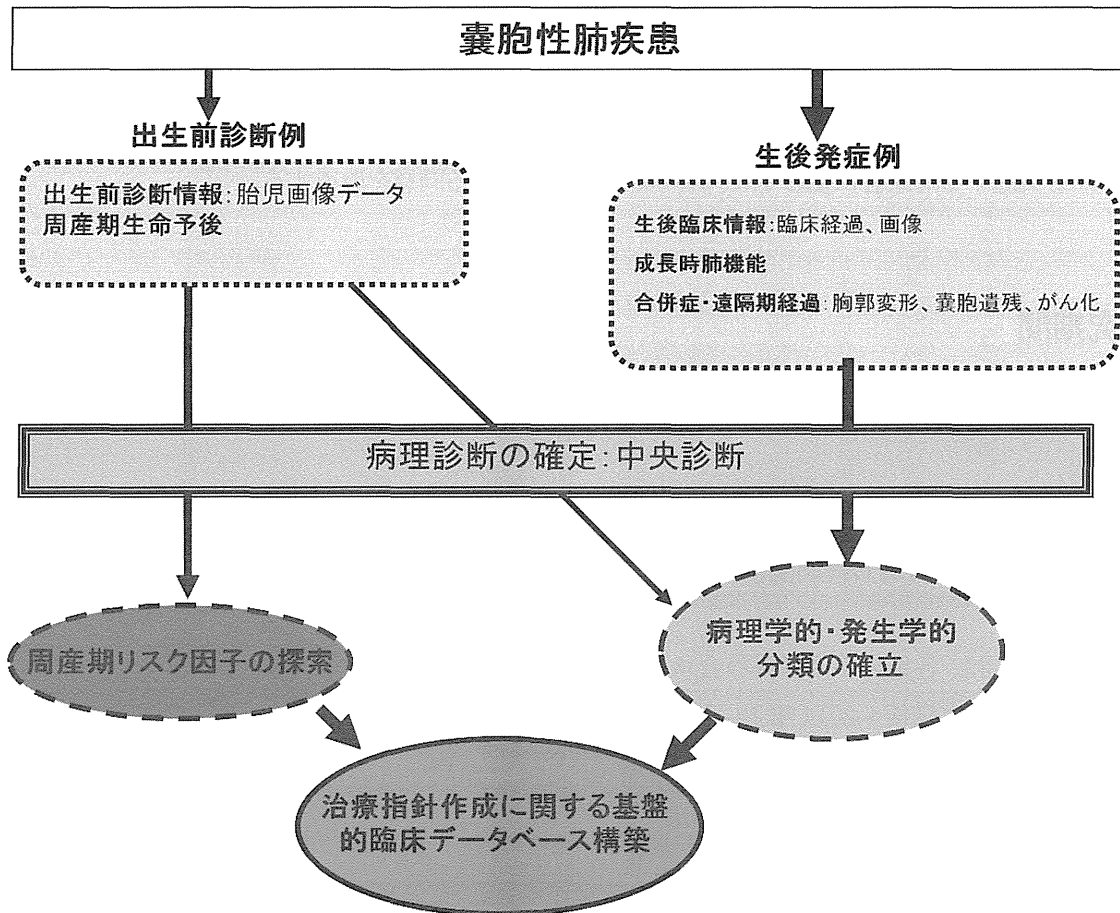 嚢胞性肺疾患
出生前診断例
出生前診断情報:胎児画像データ
周産期生命予後
生後発症例
生後臨床情報:臨床経過、画像
成長時肺機能
合併症・遠隔期経過:胸郭変形、嚢胞遺残、がん化
病理診断の確定:中央診断
周産期リスク因子の探索
病理学的・発生学的
分類の確立
治療指針作成に関する基盤
的臨床データベース構築